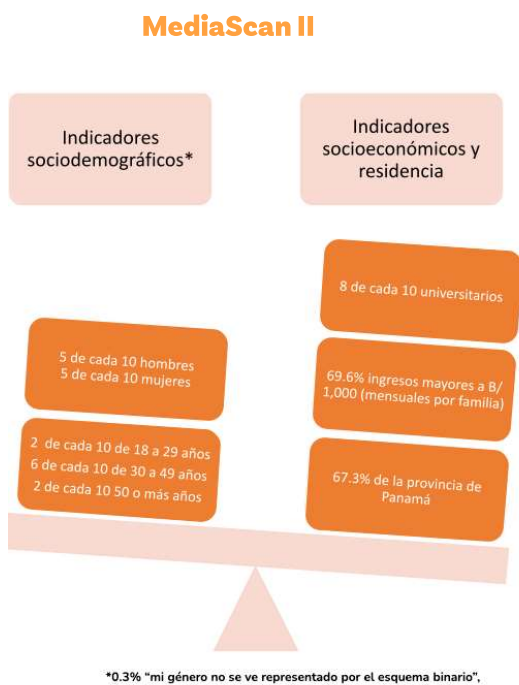 MediaScan II
Indicadores
sociodemográficos*
Indicadores
socioeconómicos y
residencia
5 de cada 10 hombres
5 de cada 10 mujeres
2 de cada 10 de 18 a 29 años
6 de cada 10 de 30 a 49 años
2 de cada 10 50 o más años
8 de cada 10 universitarios
69.6% ingresos mayores a B/
1,000 (mensuales por familia)
67.3% de la provincia de
Panamá
*0.3% “mi género no se ve representado por el esquema binario”,